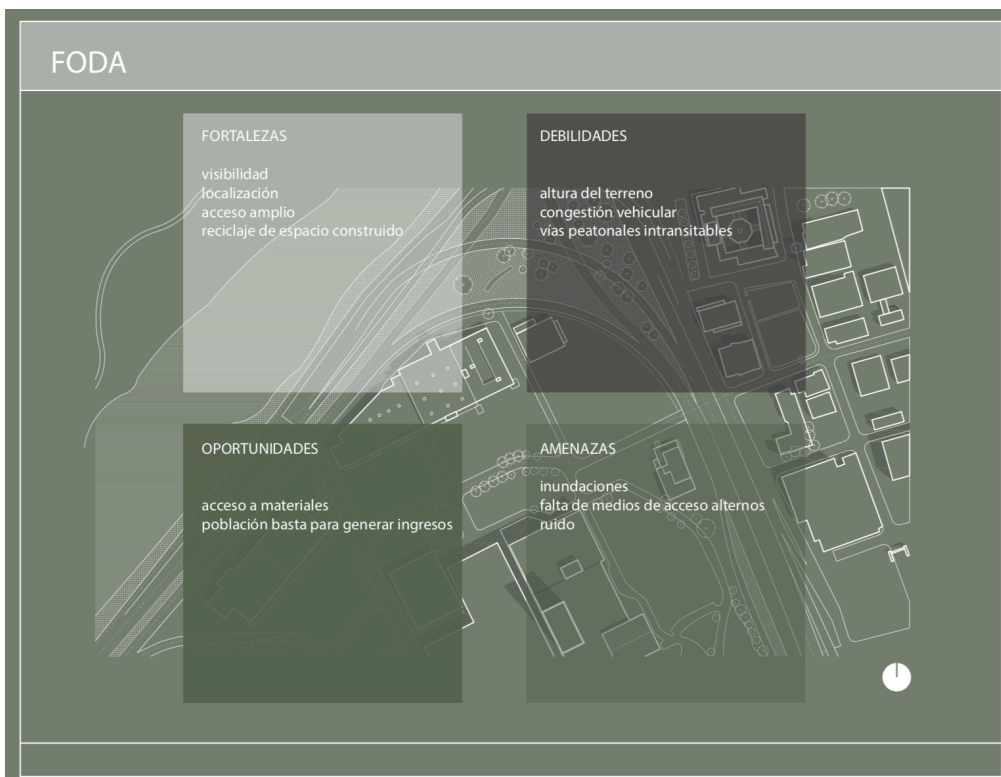 FODA
FORTALEZAS
visibilidad
localización
acceso amplio
reciclaje de espacio construido
DEBILIDADES
altura del terreno
congestión vehicular
vías peatonales intransitables
OPORTUNIDADES
acceso a materiales
población basta para generar ingresos
AMENAZAS
inundaciones
falta de medios de acceso alternos
ruido